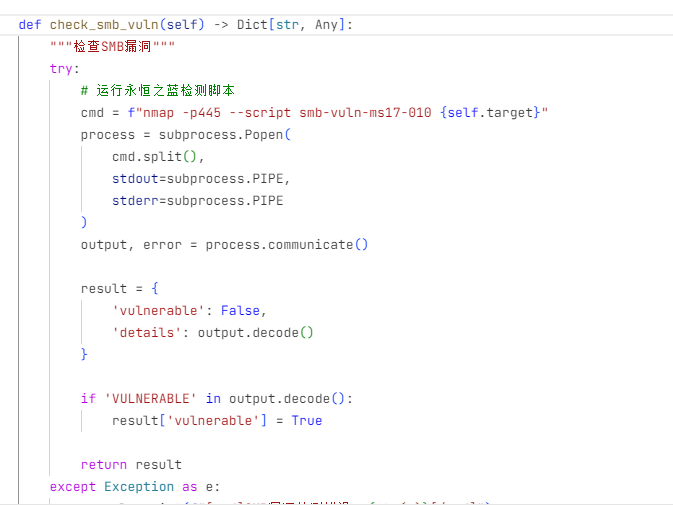 def check_smb_vuln(self) -> Dict[str, Any]:
"""检查SMB漏洞"""
try:
# 运行永恒之蓝检测脚本
cmd = f"nmap -p445 --script smb-vuln-ms17-010 {self.target}"
process = subprocess.Popen(
cmd.split(),
stdout=subprocess.PIPE,
stderr=subprocess.PIPE
)
output, error = process.communicate()
result = {
'vulnerable': False,
'details': output.decode()
}
if 'VULNERABLE' in output.decode():
result['vulnerable'] = True
return result
except Exception as e: